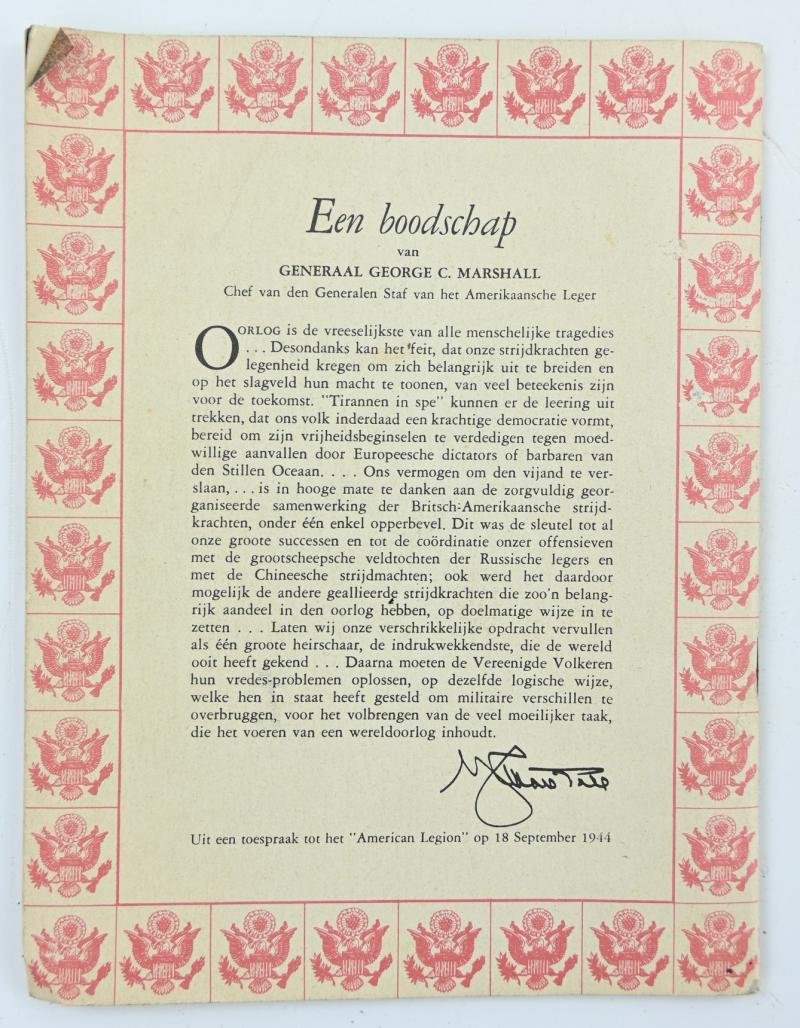 Een boodschap
van
GENERAAL GEORGE C. MARSHALL
Chef van den Generalen Staf van het Amerikaansche Leger
OORLOG is de vreeselijkste van alle menschelijke tragedies
. . . Desondanks kan het feit, dat onze strijdkrachten ge-
legenheid kregen om zich belangrijk uit te breiden en
op het slagveld hun macht te toonen, van veel beteekenis zijn
voor de toekomst. "Tirannen in spe" kunnen er de leering uit
trekken, dat ons volk inderdaad een krachtige democratie vormt,
bereid om zijn vrijheidsbeginselen te verdedigen tegen moed-
willige aanvallen door Europeesche dictators of barbaren van
den Stillen Oceaan. . . . Ons vermogen om den vijand te ver-
slaan, . . . is in hooge mate te danken aan de zorgvuldig geor-
ganiseerde samenwerking der Britsch-Amerikaansche strijd-
krachten, onder één enkel opperbevel. Dit was de sleutel tot al
onze groote successen en tot de coördinatie onzer offensieven
met de grootscheepsche veldtochten der Russische legers en
met de Chineesche strijdmachten; ook werd het daardoor
mogelijk de andere geallieerde strijdkrachten die zoo'n belang-
rijk aandeel in den oorlog hebben, op doelmatige wijze in te
zetten . . . Laten wij onze verschrikkelijke opdracht vervullen
als één groote heirschaar, de indrukwekkendste, die de wereld
ooit heeft gekend . . . Daarna moeten de Vereenigde Volkeren
hun vredes-problemen oplossen, op dezelfde logische wijze,
welke hen in staat heeft gesteld om militaire verschillen te
overbruggen, voor het volbrengen van de veel moeilijker taak,
die het voeren van een wereldoorlog inhoudt.
Uit een toespraak tot het "American Legion" op 18 September 1944